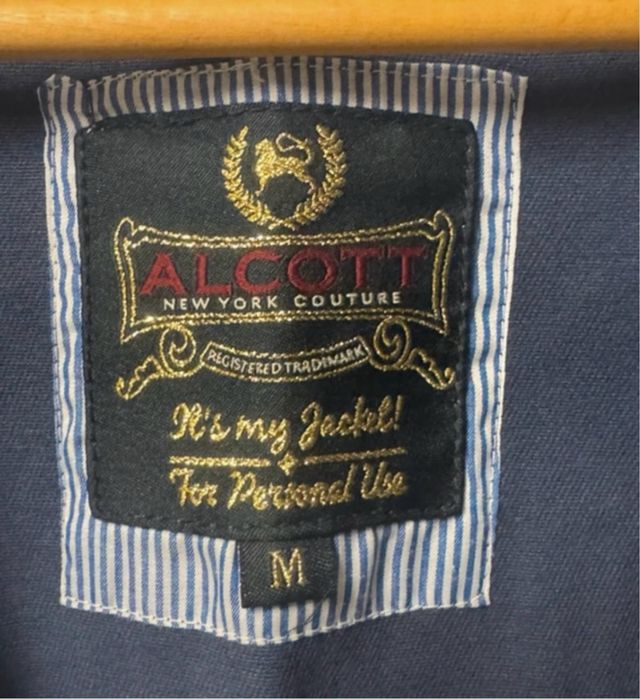 ALCOTT
NEW YORK COUTURE
REGISTERED TRADEMARK
It's my Jacket!
For Personal Use
M